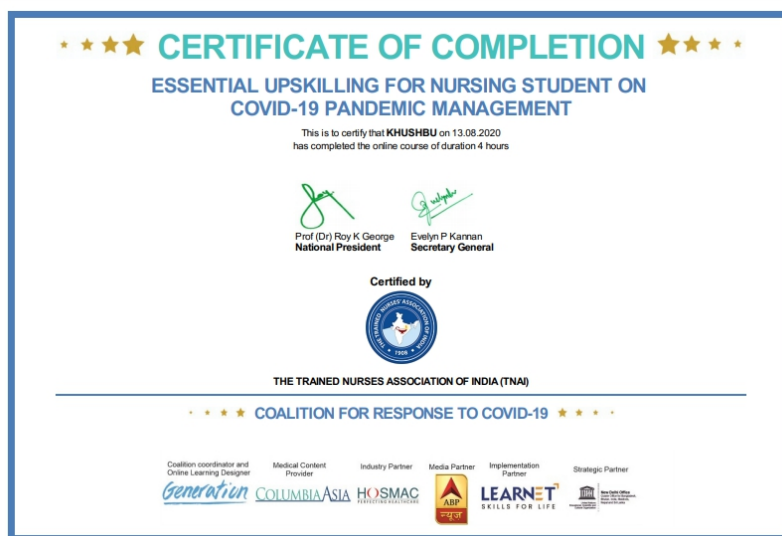 CERTIFICATE OF COMPLETION
ESSENTIAL UPSKILLING FOR NURSING STUDENT ON
COVID-19 PANDEMIC MANAGEMENT
This is to certify that KHUSHBU on 13.08.2020
has completed the online course of duration 4 hours
Prof (Dr) Roy K George
National President
Evelyn P Kannan
Secretary General
Certified by
THE TRAINED NURSES' ASSOCIATION OF INDIA
1908
THE TRAINED NURSES ASSOCIATION OF INDIA (TNAI)
COALITION FOR RESPONSE TO COVID-19
Coalition coordinator and
Online Learning Designer
Generation
Medical Content
Provider
COLUMBIA ASIA
Industry Partner
HOSMAC
PERFECTING HEALTHCARE
Media Partner
ABP
न्यूज़
Implementation
Partner
LEARNET
SKILLS FOR LIFE
Strategic Partner
New Delhi Office